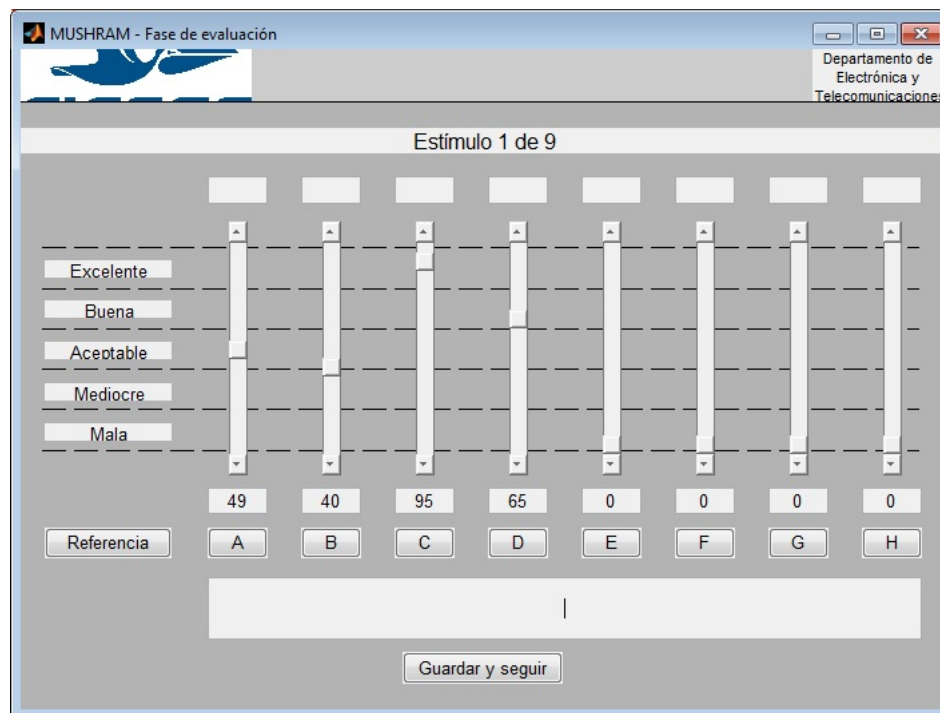 MUSHRAM - Fase de evaluación
Departamento de
Electrónica y
Telecomunicaciones
Estímulo 1 de 9
Excelente
Buena
Aceptable
Mediocre
Mala
49 40 95 65 0 0 0 0
Referencia A B C D E F G H
Guardar y seguir